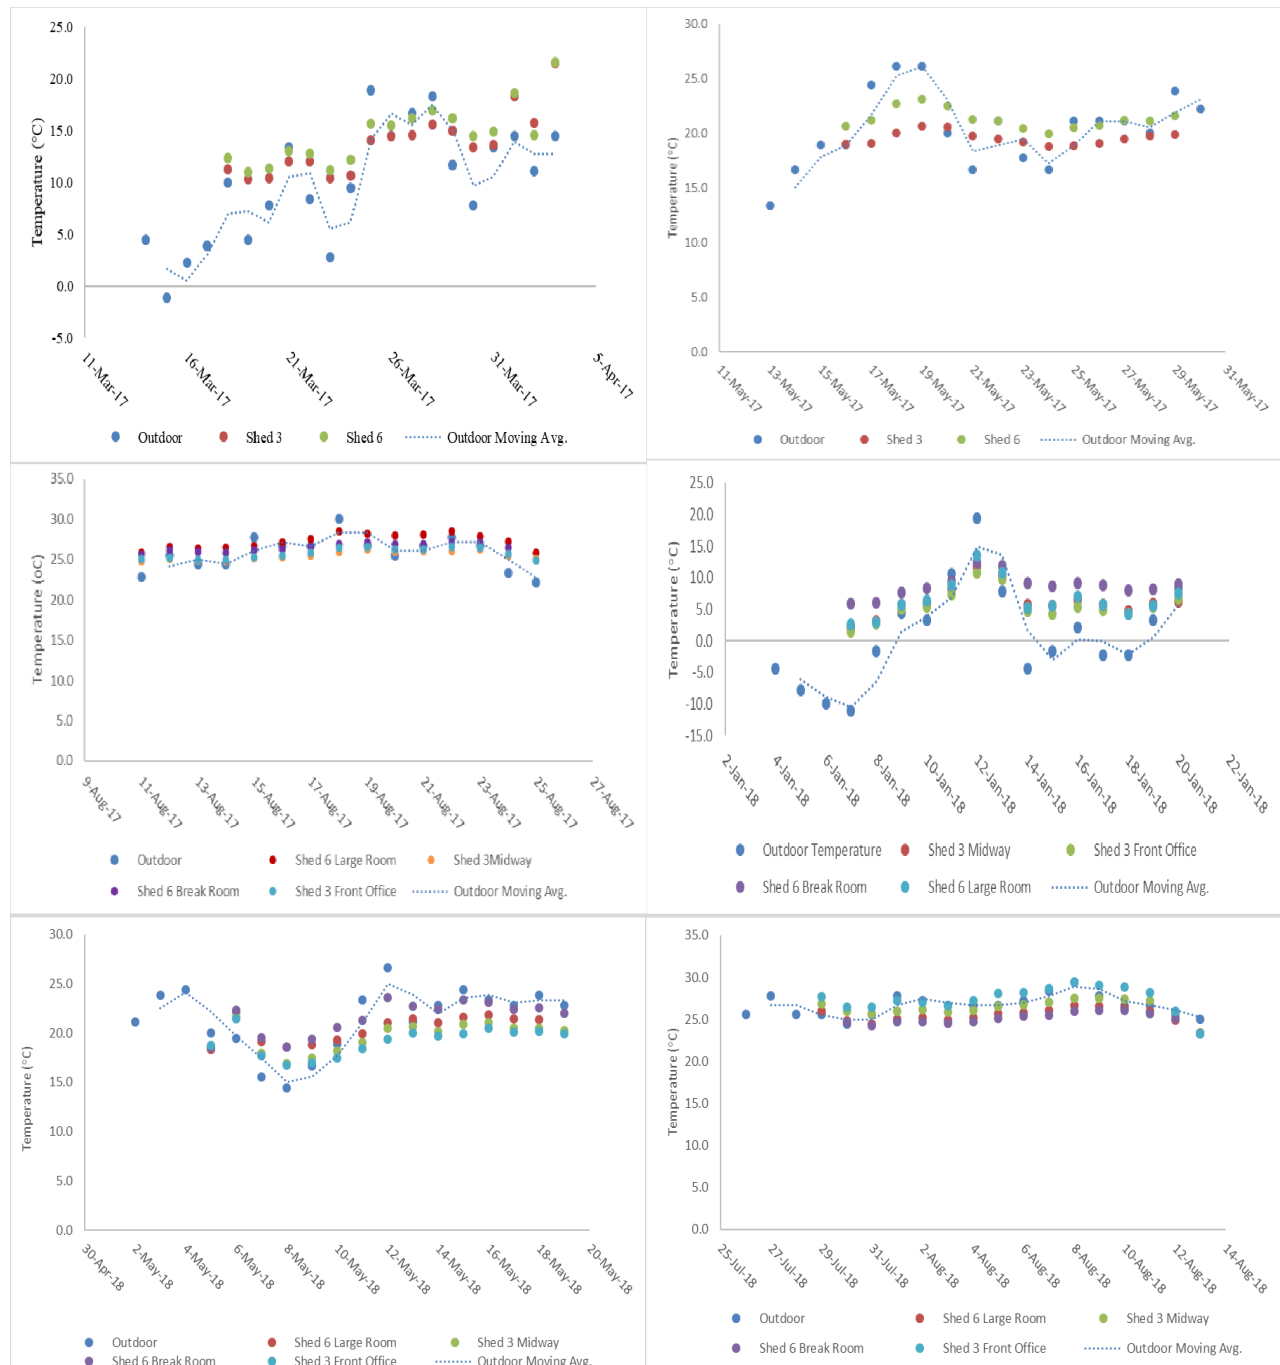 25.0
20.0
15.0
10.0
5.0
0.0
-5.0
Temperature (°C)
11-Mar-17
16-Mar-17
21-Mar-17
26-Mar-17
31-Mar-17
5-Apr-17
Outdoor Shed 3 Shed 6 Outdoor Moving Avg.
30.0
25.0
20.0
15.0
10.0
5.0
0.0
Temperature (°C)
11-May-17
13-May-17
15-May-17
17-May-17
19-May-17
21-May-17
23-May-17
25-May-17
27-May-17
29-May-17
31-May-17
Outdoor Shed 3 Shed 6 Outdoor Moving Avg.
35.0
30.0
25.0
20.0
15.0
10.0
5.0
0.0
Temperature (oC)
9-Aug-17
11-Aug-17
13-Aug-17
15-Aug-17
17-Aug-17
19-Aug-17
21-Aug-17
23-Aug-17
25-Aug-17
27-Aug-17
Outdoor Shed 6 Large Room Shed 3Midway
Shed 6 Break Room Shed 3 Front Office Outdoor Moving Avg.
25.0
20.0
15.0
10.0
5.0
0.0
-5.0
-10.0
-15.0
Temperature (°C)
2-Jan-18
4-Jan-18
6-Jan-18
8-Jan-18
10-Jan-18
12-Jan-18
14-Jan-18
16-Jan-18
18-Jan-18
20-Jan-18
22-Jan-18
Outdoor Temperature Shed 3 Midway Shed 3 Front Office
Shed 6 Break Room Shed 6 Large Room Outdoor Moving Avg.
30.0
25.0
20.0
15.0
10.0
5.0
0.0
Temperature (°C)
30-Apr-18
2-May-18
4-May-18
6-May-18
8-May-18
10-May-18
12-May-18
14-May-18
16-May-18
18-May-18
20-May-18
Outdoor Shed 6 Large Room Shed 3 Midway
Shed 6 Break Room Shed 3 Front Office Outdoor Moving Avg.
35.0
30.0
25.0
20.0
15.0
10.0
5.0
0.0
Temperature (°C)
25-Jul-18
27-Jul-18
29-Jul-18
31-Jul-18
2-Aug-18
4-Aug-18
6-Aug-18
8-Aug-18
10-Aug-18
12-Aug-18
14-Aug-18
Outdoor Shed 6 Large Room Shed 3 Midway
Shed 6 Break Room Shed 3 Front Office Outdoor Moving Avg.